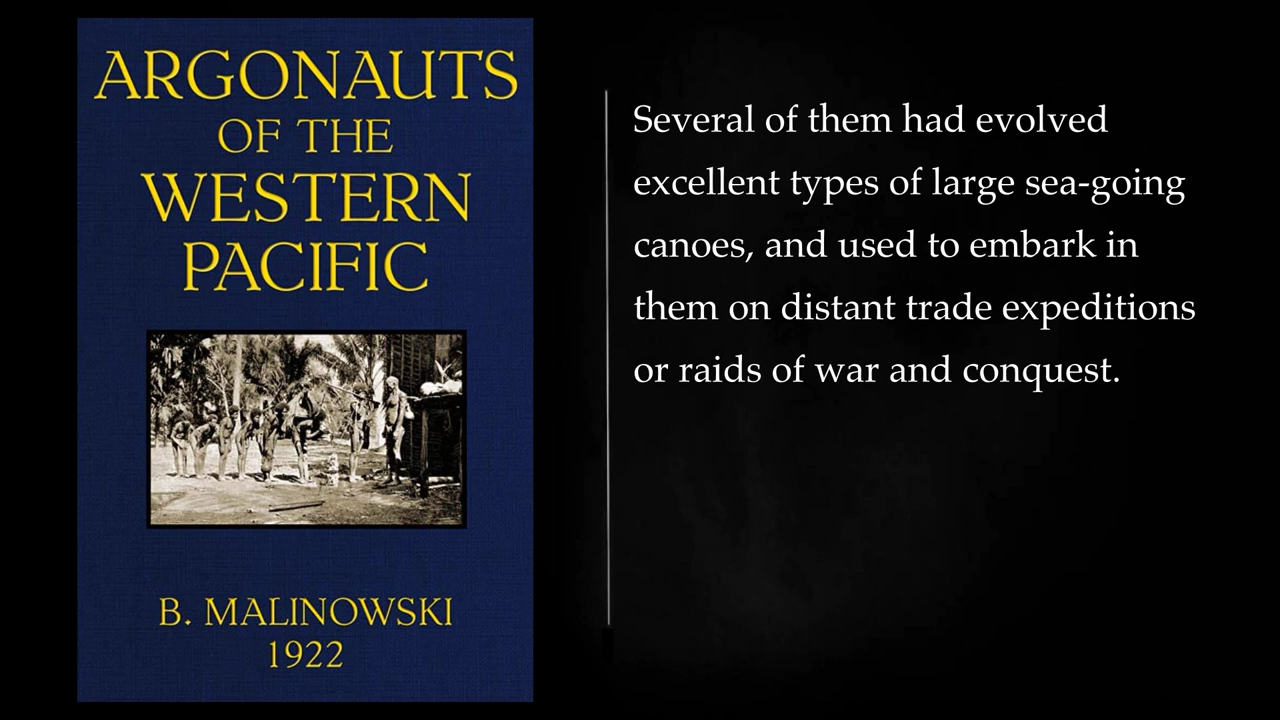 ARGONAUTS
OF THE
WESTERN
PACIFIC
B. MALINOWSKI
1922
Several of them had evolved
excellent types of large sea-going
canoes, and used to embark in
them on distant trade expeditions
or raids of war and conquest.